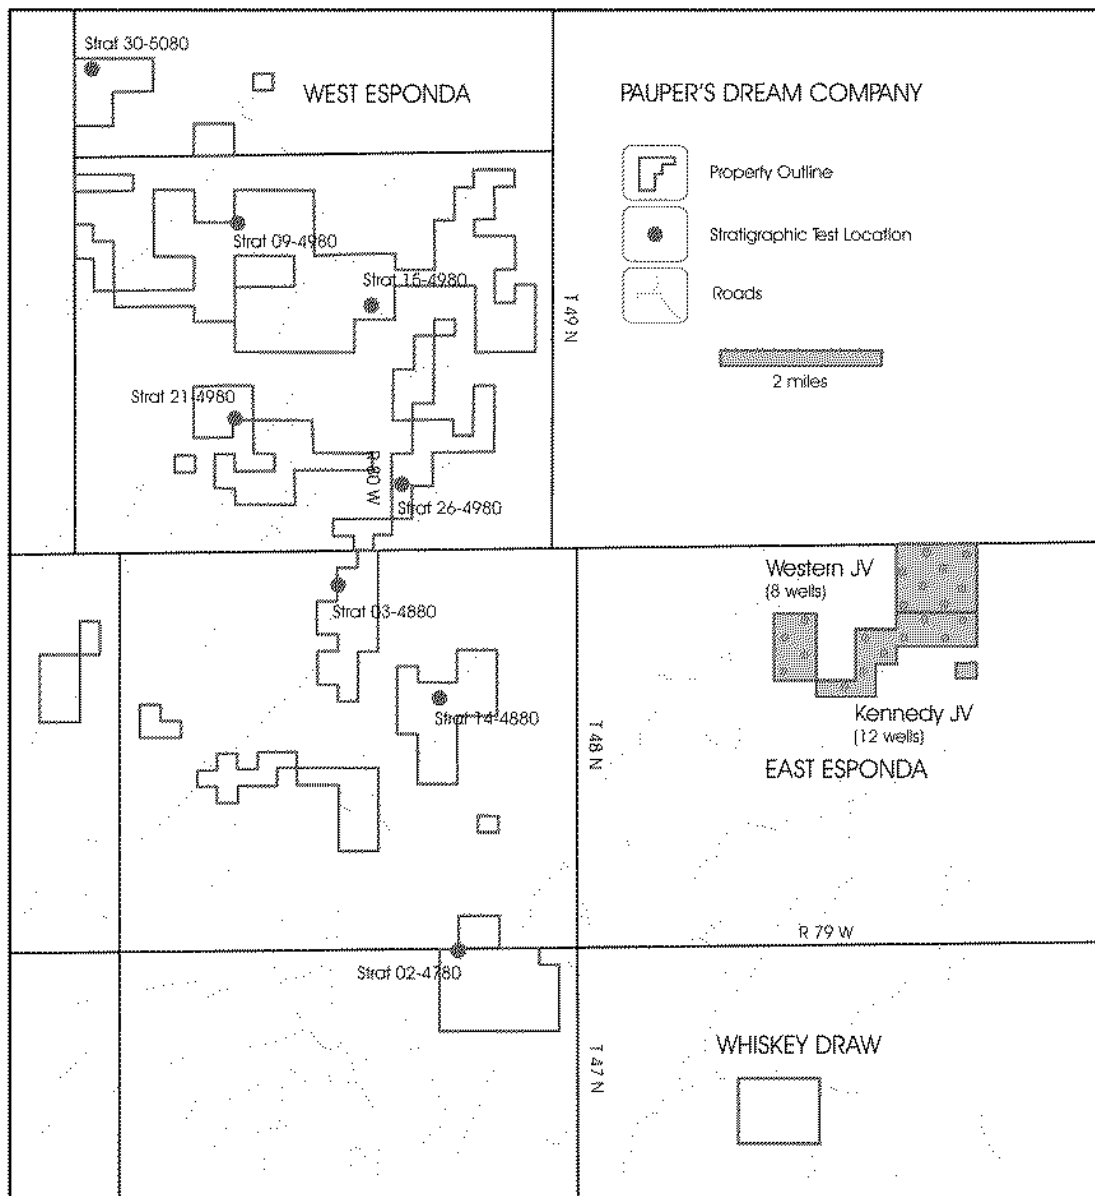 Strat 30-5080
WEST ESPONDA
PAUPER'S DREAM COMPANY
Property Outline
Strat 09-4980
Stratigraphic Test Location
Strat 15-4980
Roads
T 49 N
2 miles
Strat 21-4980
R 80 W
Strat 26-4980
Western JV
(8 wells)
Strat 03-4880
Strat 14-4880
Kennedy JV
(12 wells)
T 48 N
EAST ESPONDA
R 79 W
Strat 02-4780
WHISKEY DRAW
T 47 N